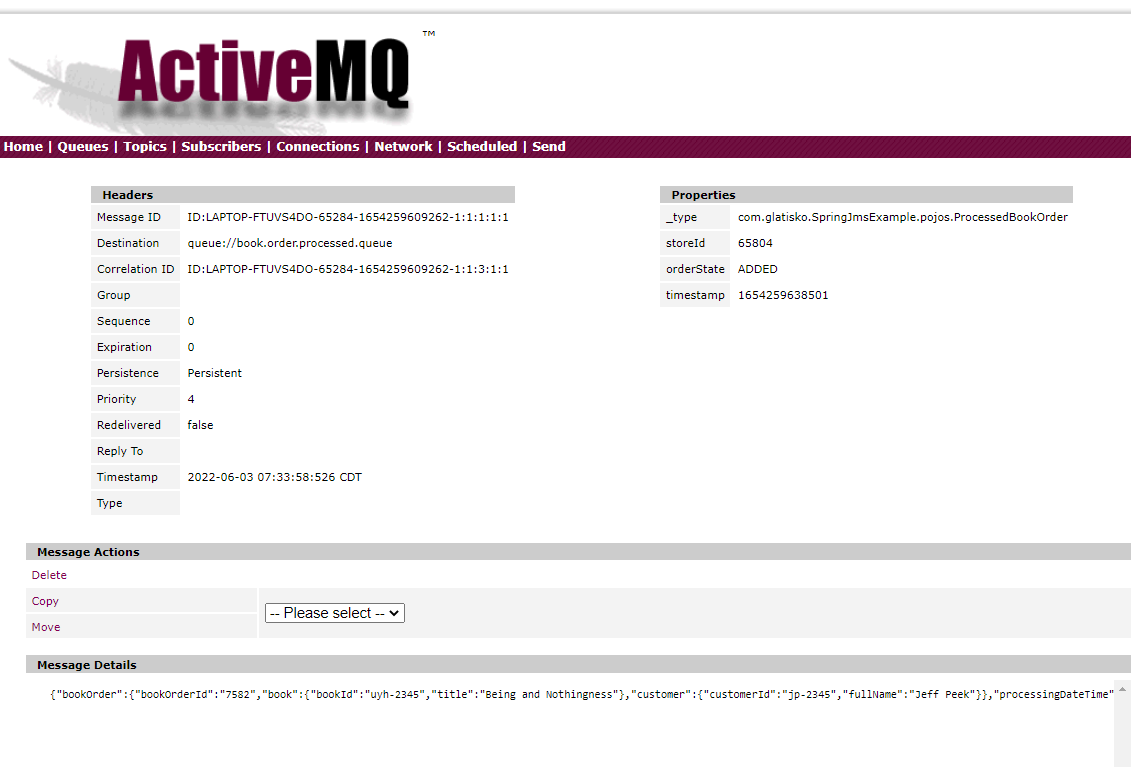 ActiveMQ ™
Home | Queues | Topics | Subscribers | Connections | Network | Scheduled | Send
Headers
Message ID ID:LAPTOP-FTUVS4DO-65284-1654259609262-1:1:1:1:1
Destination queue://book.order.processed.queue
Correlation ID ID:LAPTOP-FTUVS4DO-65284-1654259609262-1:1:3:1:1
Group
Sequence 0
Expiration 0
Persistence Persistent
Priority 4
Redelivered false
Reply To
Timestamp 2022-06-03 07:33:58:526 CDT
Type
Properties
_type com.glatisko.SpringJmsExample.pojos.ProcessedBookOrder
storeId 65804
orderState ADDED
timestamp 1654259638501
Message Actions
Delete
Copy
-- Please select --
Move
Message Details
{"bookOrder":{"bookOrderId":"7582","book":{"bookId":"uyh-2345","title":"Being and Nothingness"},"customer":{"customerId":"jp-2345","fullName":"Jeff Peek"}},"processingDateTime"